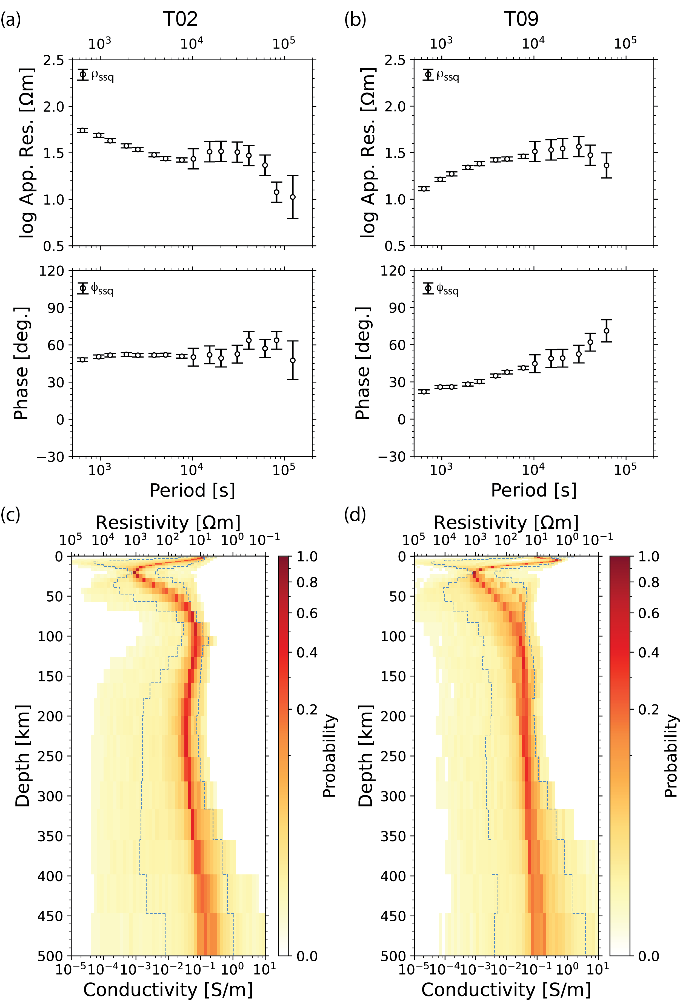 (a) T02
10³ 10⁴ 10⁵
log App. Res. [Ωm]
2.5
2.0
1.5
1.0
0.5
ρssq
Phase [deg.]
120
90
60
30
0
−30
ϕssq
10³ 10⁴ 10⁵
Period [s]
(b) T09
10³ 10⁴ 10⁵
log App. Res. [Ωm]
2.5
2.0
1.5
1.0
0.5
ρssq
Phase [deg.]
120
90
60
30
0
−30
ϕssq
10³ 10⁴ 10⁵
Period [s]
(c)
Resistivity [Ωm]
10⁵ 10⁴ 10³ 10² 10¹ 10⁰ 10⁻¹
Depth [km]
0
50
100
150
200
250
300
350
400
450
500
10⁻⁵ 10⁻⁴ 10⁻³ 10⁻² 10⁻¹ 10⁰ 10¹
Conductivity [S/m]
1.0
0.8
0.6
0.4
0.2
0.0
Probability
(d)
Resistivity [Ωm]
10⁵ 10⁴ 10³ 10² 10¹ 10⁰ 10⁻¹
Depth [km]
0
50
100
150
200
250
300
350
400
450
500
10⁻⁵ 10⁻⁴ 10⁻³ 10⁻² 10⁻¹ 10⁰ 10¹
Conductivity [S/m]
1.0
0.8
0.6
0.4
0.2
0.0
Probability